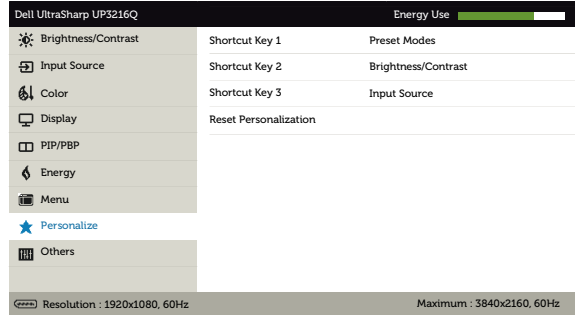 Dell UltraSharp UP3216Q Energy Use
Brightness/Contrast Shortcut Key 1 Preset Modes
Input Source Shortcut Key 2 Brightness/Contrast
Color Shortcut Key 3 Input Source
Display Reset Personalization
PIP/PBP
Energy
Menu
Personalize
Others
Resolution : 1920x1080, 60Hz Maximum : 3840x2160, 60Hz